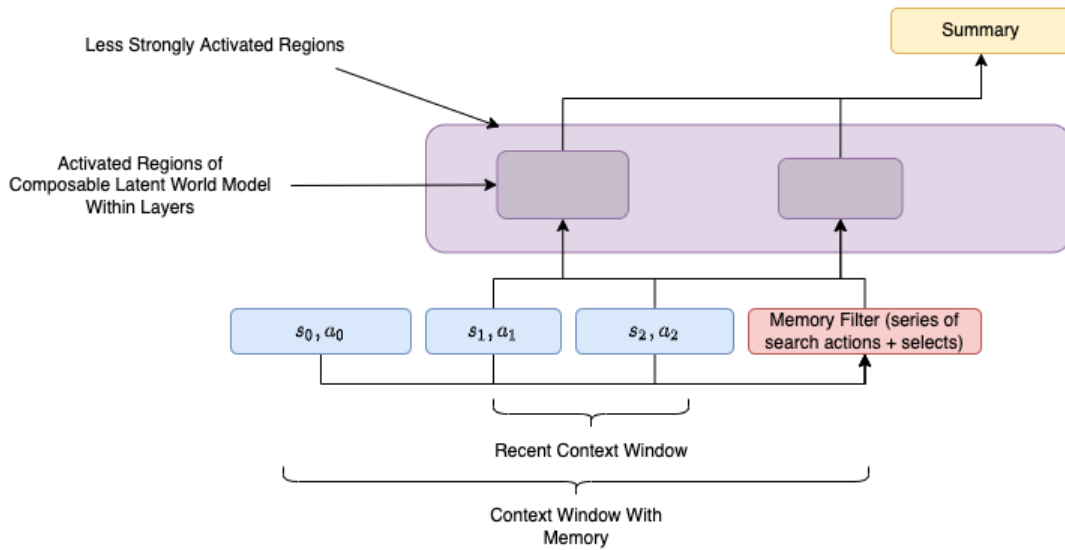 Summary
Less Strongly Activated Regions
Activated Regions of
Composable Latent World Model
Within Layers
s₀, a₀
s₁, a₁
s₂, a₂
Memory Filter (series of
search actions + selects)
Recent Context Window
Context Window With
Memory